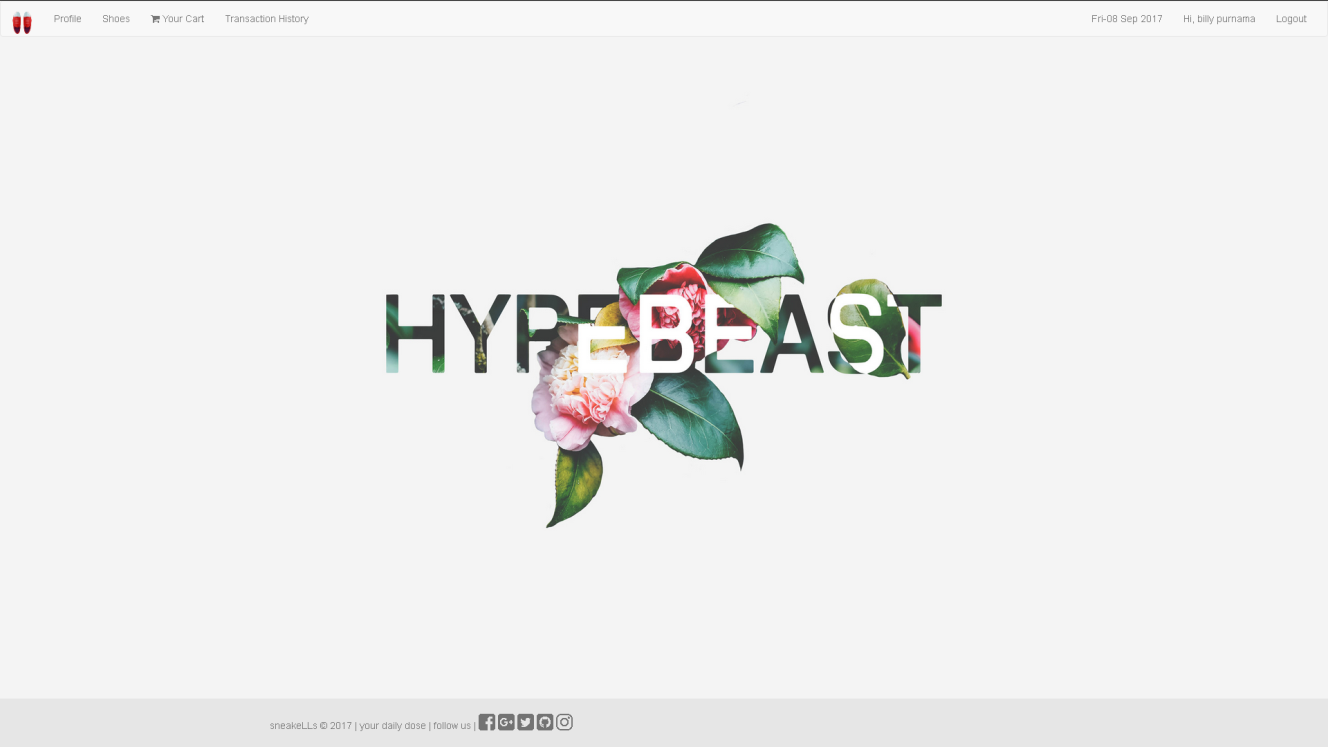 Profile Shoes Your Cart Transaction History Fri-08 Sep 2017 Hi, billy purnama Logout
HYPEBEAST
sneakeLLs © 2017 | your daily dose | follow us |